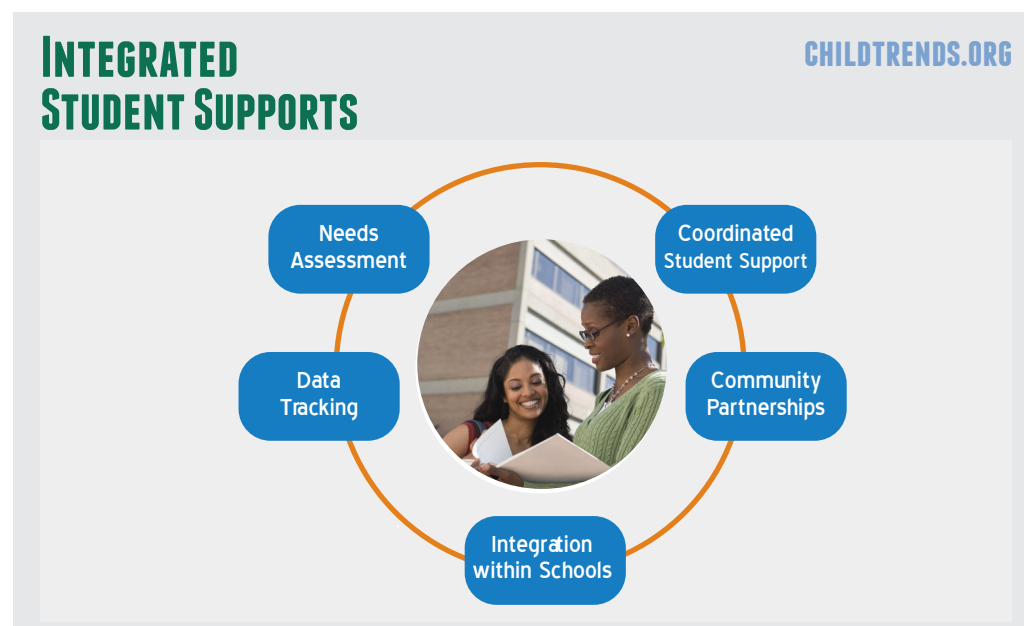 INTEGRATED
STUDENT SUPPORTS
CHILDTRENDS.ORG
Needs
Assessment
Coordinated
Student Support
Data
Tracking
Community
Partnerships
Integration
within Schools